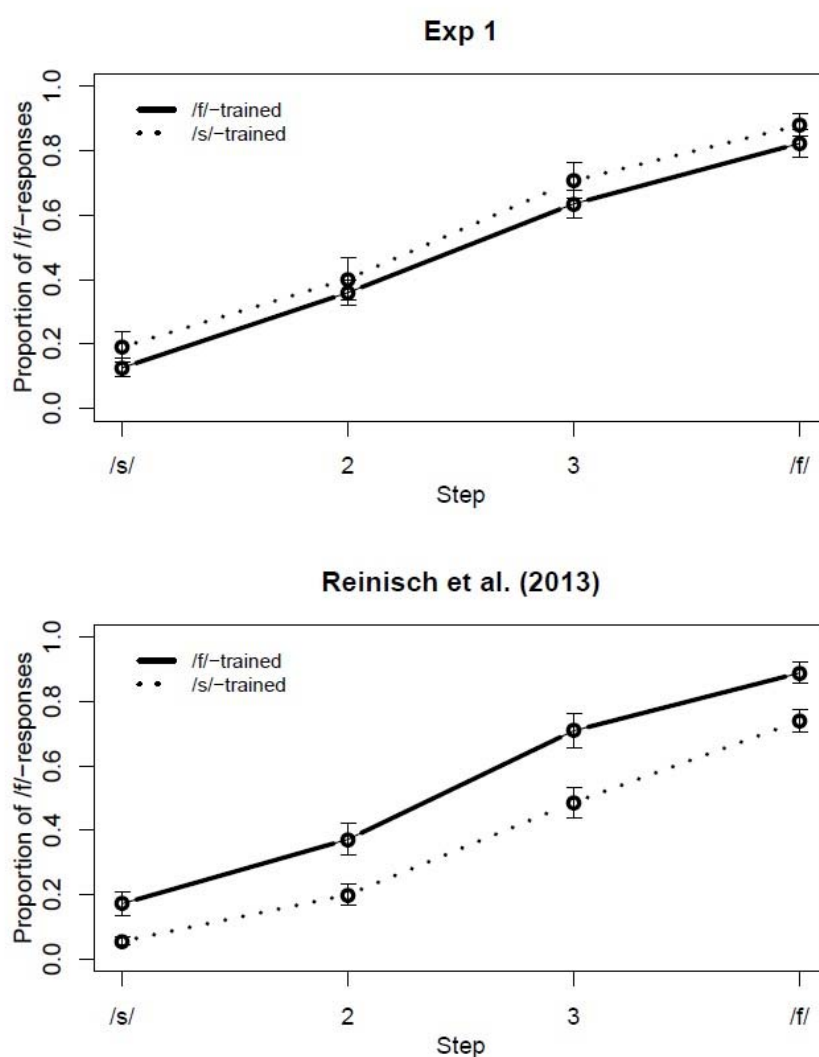 Exp 1
/f/−trained
/s/−trained
Proportion of /f/−responses
0.0 0.2 0.4 0.6 0.8 1.0
/s/ 2 3 /f/
Step
Reinisch et al. (2013)
/f/−trained
/s/−trained
Proportion of /f/−responses
0.0 0.2 0.4 0.6 0.8 1.0
/s/ 2 3 /f/
Step